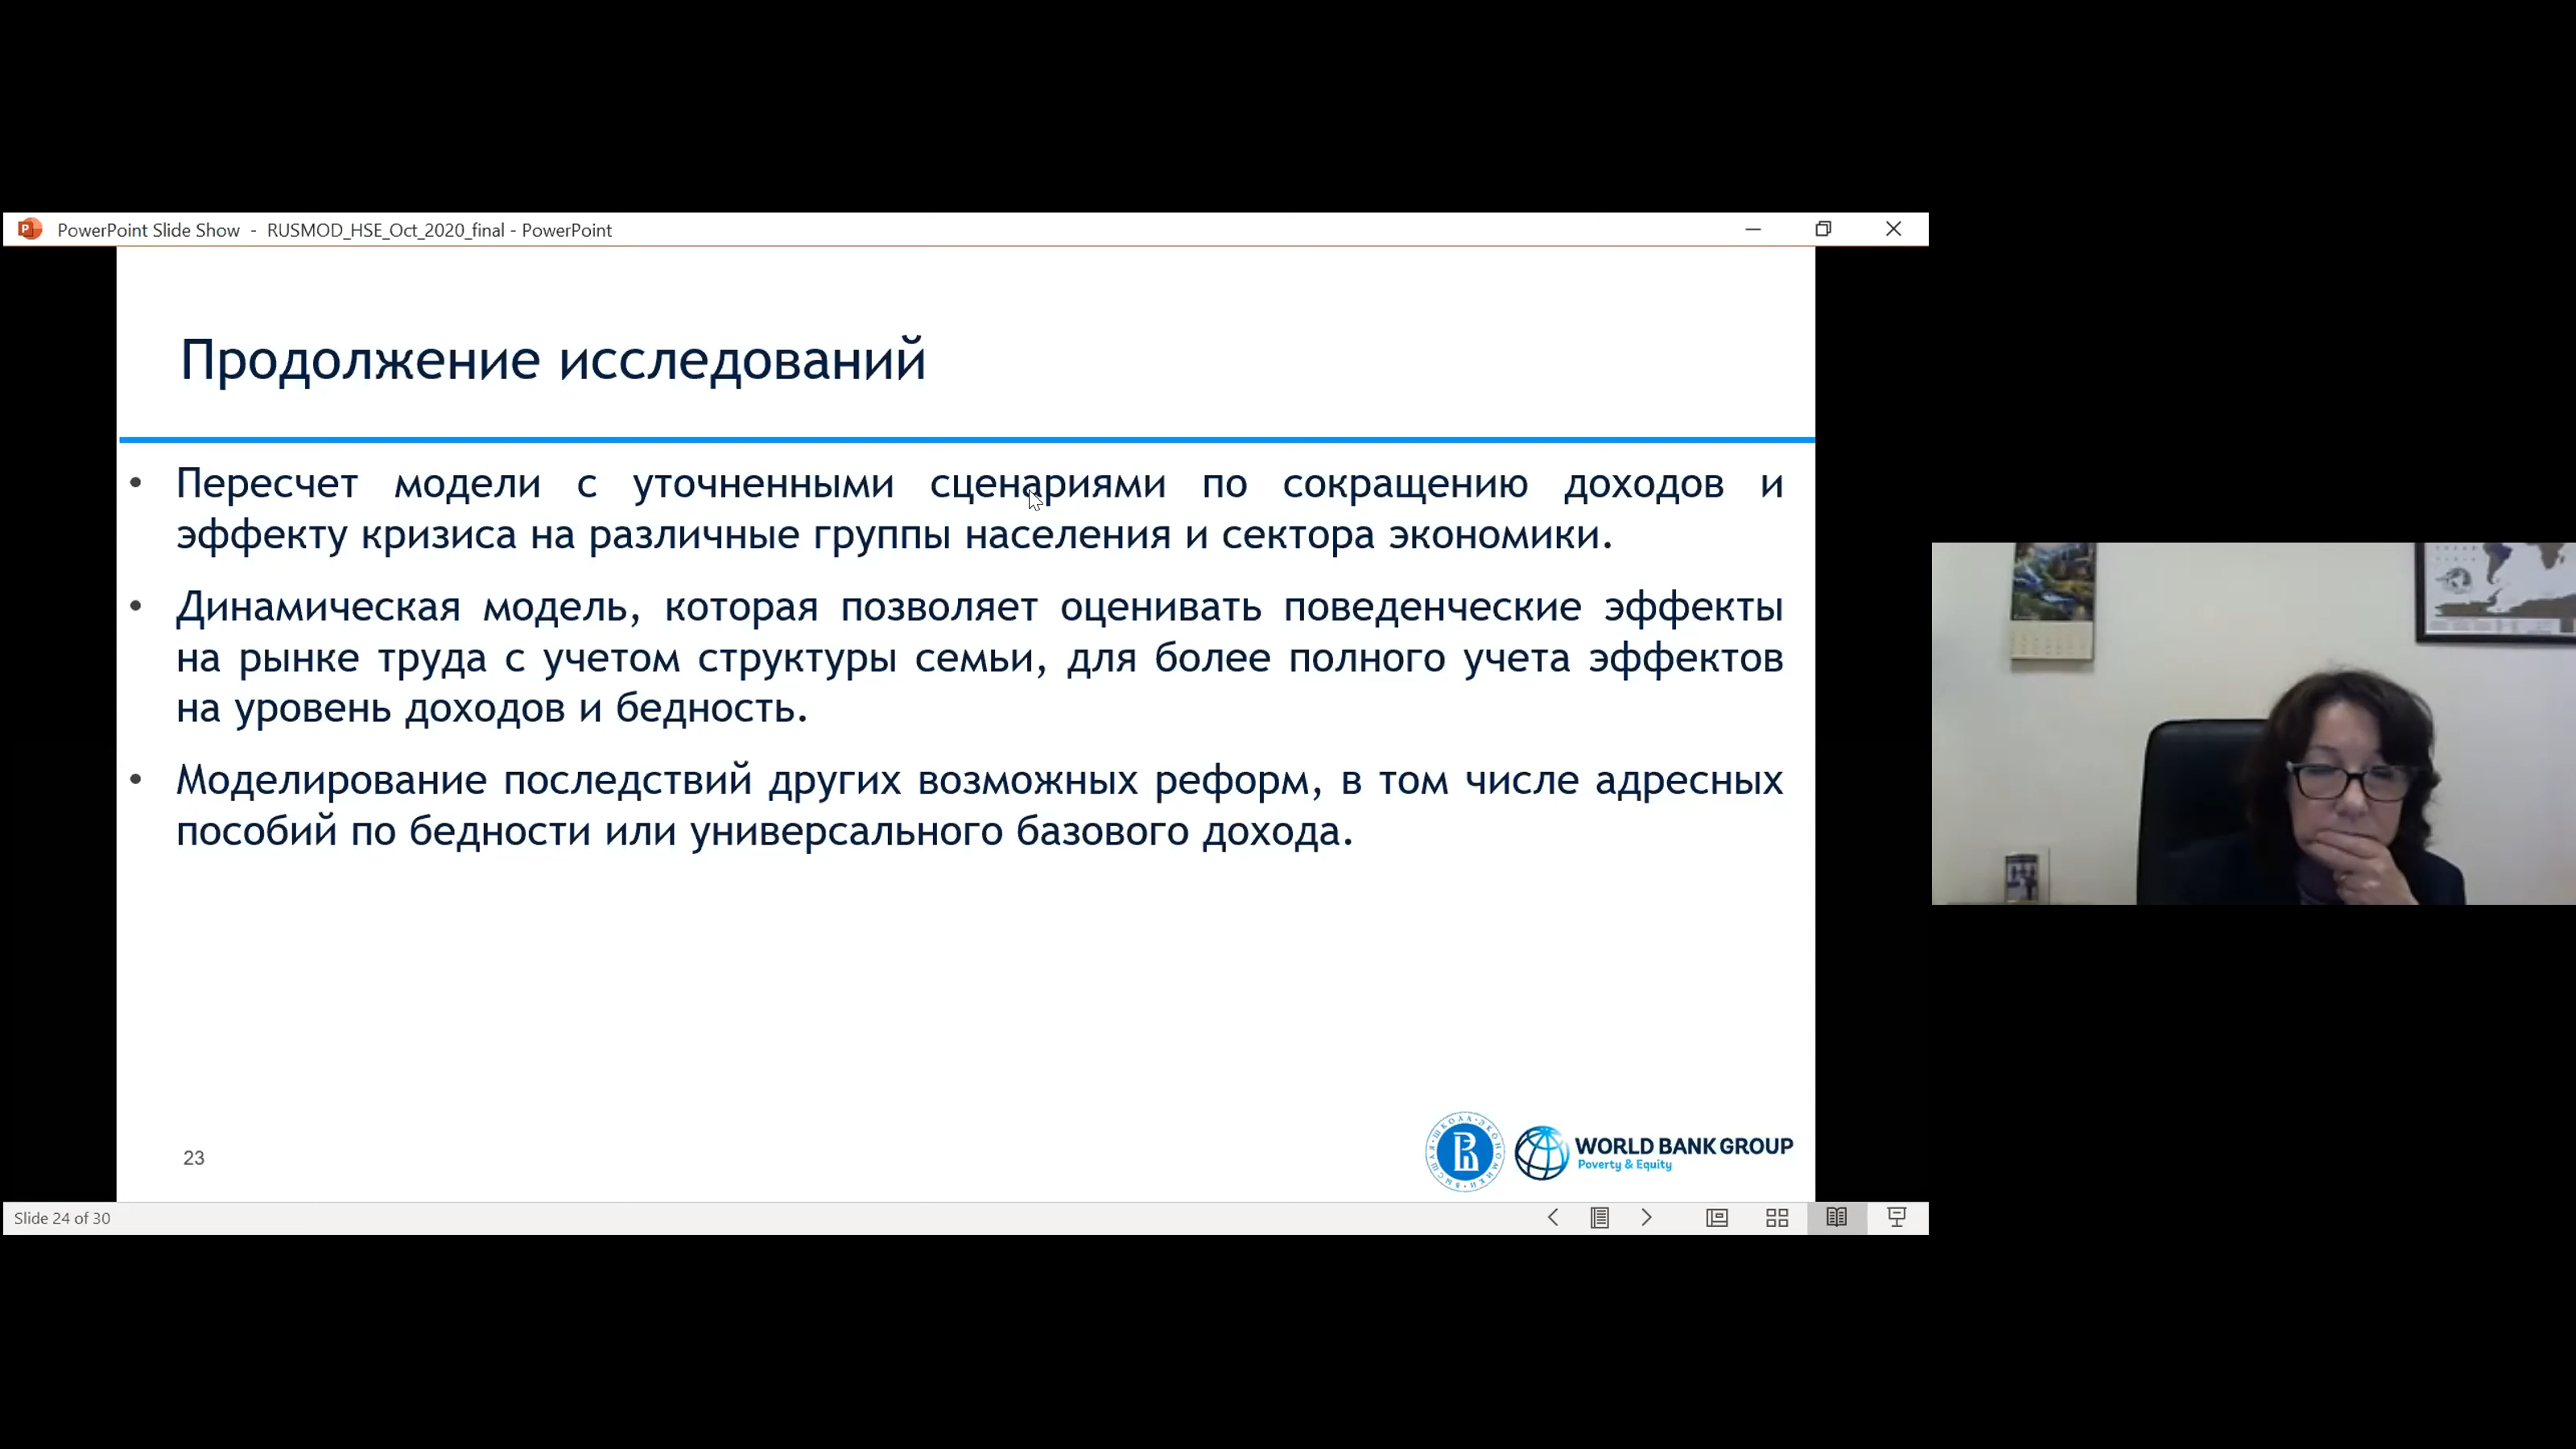 PowerPoint Slide Show - RUSMOD_HSE_Oct_2020_final - PowerPoint
Продолжение исследований
• Пересчет модели с уточненными сценариями по сокращению доходов и
эффекту кризиса на различные группы населения и сектора экономики.
• Динамическая модель, которая позволяет оценивать поведенческие эффекты
на рынке труда с учетом структуры семьи, для более полного учета эффектов
на уровень доходов и бедность.
• Моделирование последствий других возможных реформ, в том числе адресных
пособий по бедности или универсального базового дохода.
23
ВЫСШАЯ ШКОЛА ЭКОНОМИКИ
WORLD BANK GROUP
Poverty & Equity
Slide 24 of 30